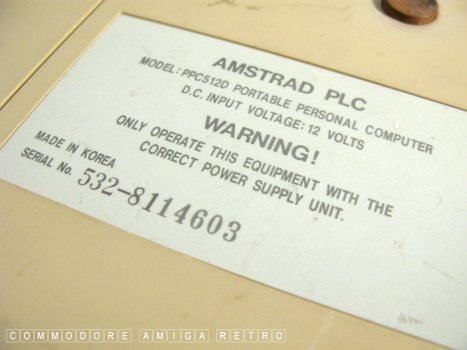 AMSTRAD PLC
MODEL: PPC512D PORTABLE PERSONAL COMPUTER
D.C. INPUT VOLTAGE: 12 VOLTS
WARNING!
ONLY OPERATE THIS EQUIPMENT WITH THE
CORRECT POWER SUPPLY UNIT.
MADE IN KOREA
SERIAL No. 532-8114603
COMMODORE AMIGA RETRO